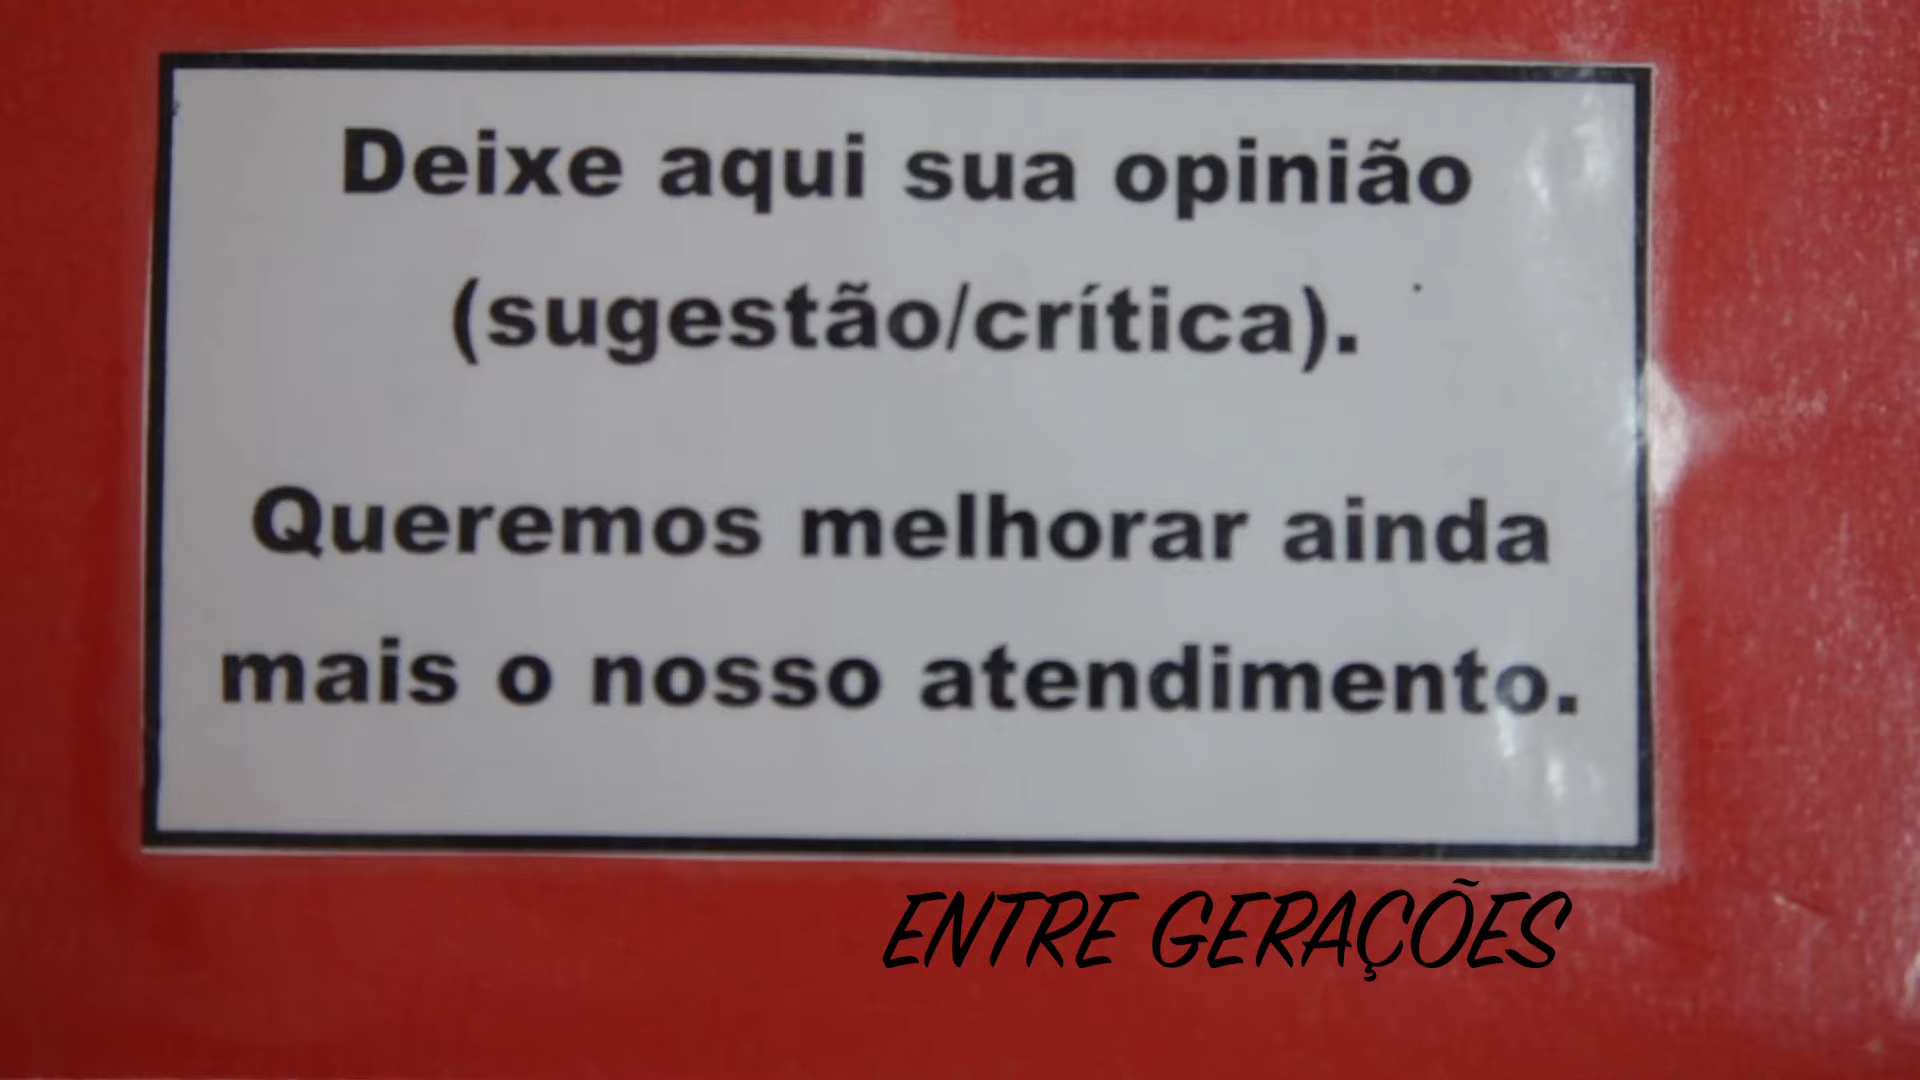 Deixe aqui sua opinião
(sugestão/crítica).
Queremos melhorar ainda
mais o nosso atendimento.
ENTRE GERAÇÕES